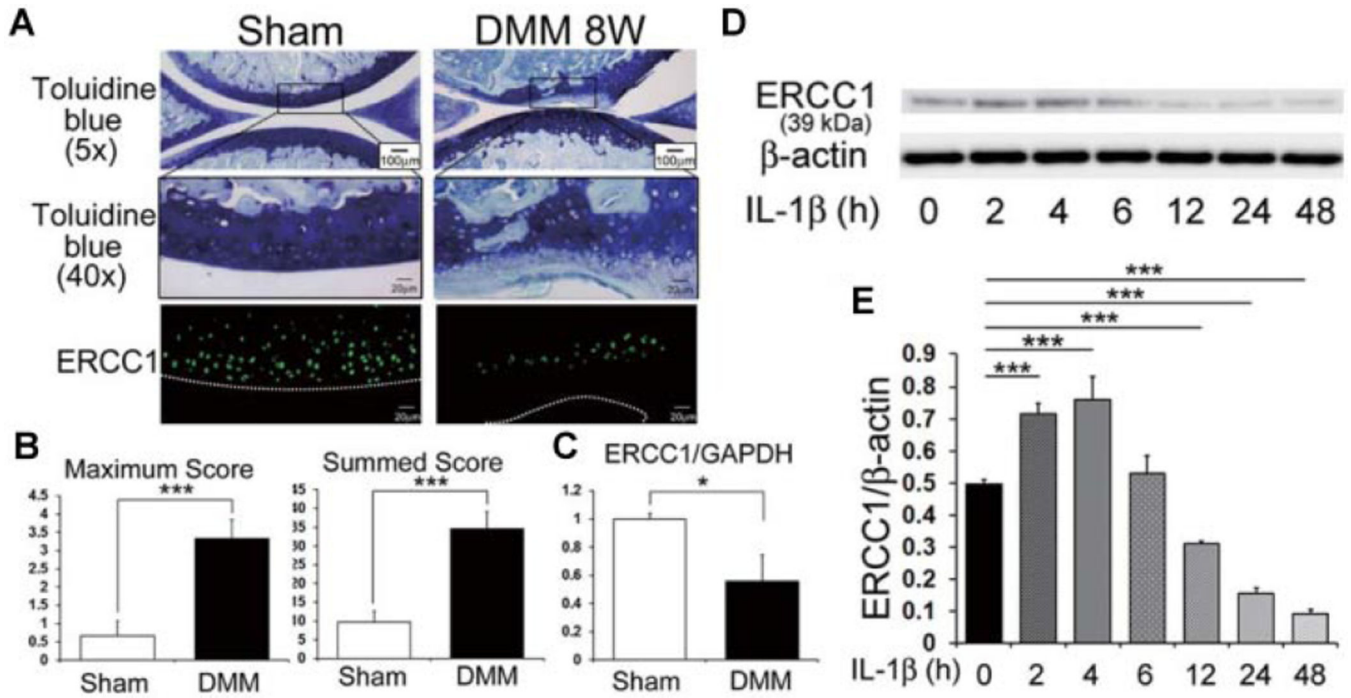 A
Sham
DMM 8W
Toluidine
blue
(5x)
100μm
100μm
Toluidine
blue
(40x)
20μm
20μm
ERCC1
20μm
20μm
B
Maximum Score
***
4.5
4
3.5
3
2.5
2
1.5
1
0.5
0
Sham
DMM
Summed Score
***
45
40
35
30
25
20
15
10
5
0
Sham
DMM
C
ERCC1/GAPDH
*
1.2
1
0.8
0.6
0.4
0.2
0
Sham
DMM
D
ERCC1
(39 kDa)
β-actin
IL-1β (h) 0 2 4 6 12 24 48
E
***
***
***
***
***
ERCC1/β-actin
0.9
0.8
0.7
0.6
0.5
0.4
0.3
0.2
0.1
0
IL-1β (h) 0 2 4 6 12 24 48